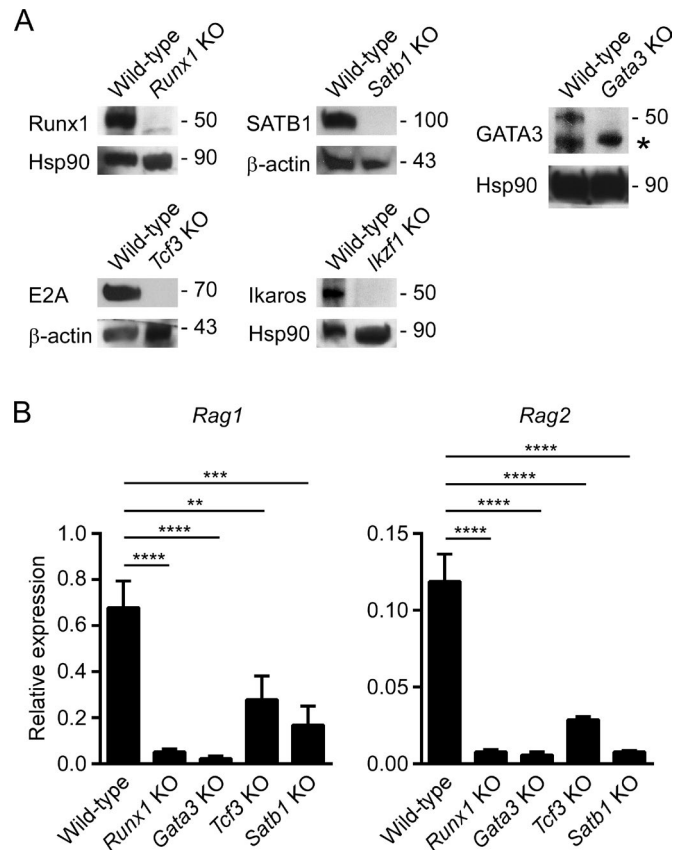 A
Wild-type
Runx1 KO
Runx1
- 50
Hsp90
- 90
Wild-type
Satb1 KO
SATB1
- 100
β-actin
- 43
Wild-type
Gata3 KO
GATA3
- 50
*
Hsp90
- 90
Wild-type
Tcf3 KO
E2A
- 70
β-actin
- 43
Wild-type
Ikzf1 KO
Ikaros
- 50
Hsp90
- 90
B
Rag1
***
**
****
****
Relative expression
1.0
0.8
0.6
0.4
0.2
0.0
Wild-type
Runx1 KO
Gata3 KO
Tcf3 KO
Satb1 KO
Rag2
****
****
****
****
0.15
0.10
0.05
0.00
Wild-type
Runx1 KO
Gata3 KO
Tcf3 KO
Satb1 KO